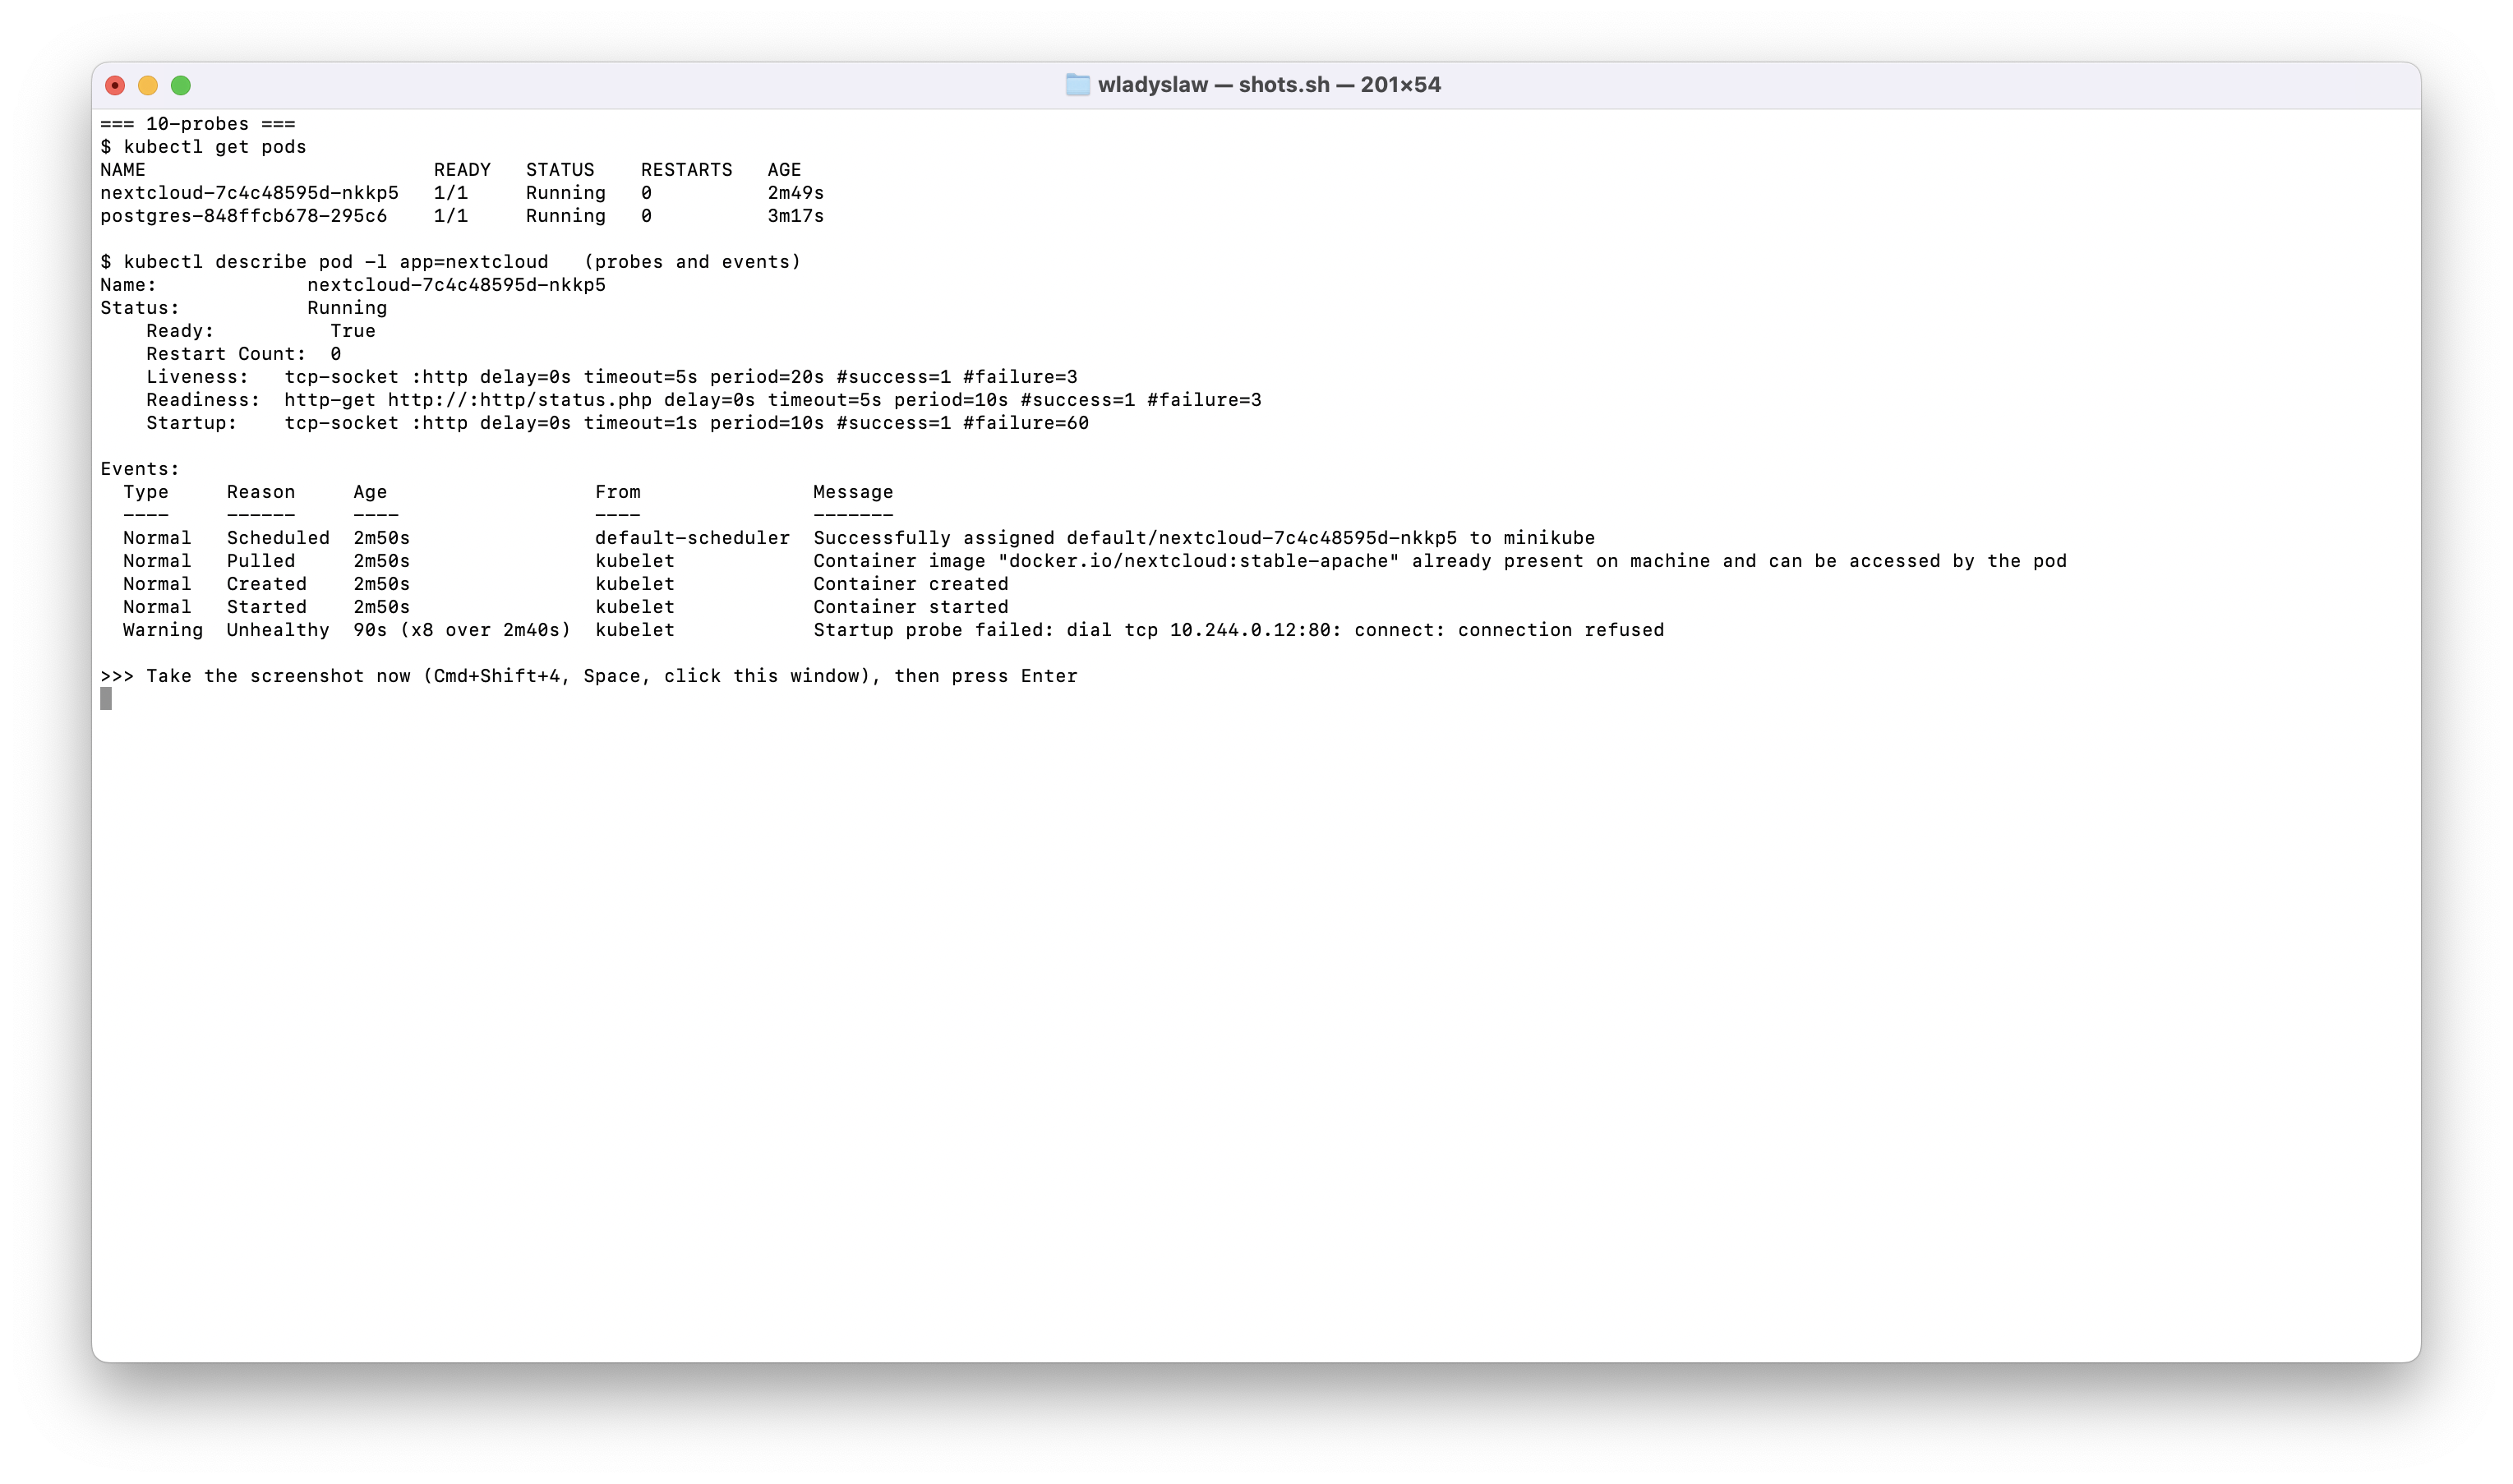 wladyslaw — shots.sh — 201×54
=== 10-probes ===
$ kubectl get pods
NAME                         READY   STATUS    RESTARTS   AGE
nextcloud-7c4c48595d-nkkp5   1/1     Running   0          2m49s
postgres-848ffcb678-295c6    1/1     Running   0          3m17s

$ kubectl describe pod -l app=nextcloud   (probes and events)
Name:             nextcloud-7c4c48595d-nkkp5
Status:           Running
    Ready:          True
    Restart Count:  0
    Liveness:   tcp-socket :http delay=0s timeout=5s period=20s #success=1 #failure=3
    Readiness:  http-get http://:http/status.php delay=0s timeout=5s period=10s #success=1 #failure=3
    Startup:    tcp-socket :http delay=0s timeout=1s period=10s #success=1 #failure=60

Events:
  Type     Reason     Age                  From               Message
  ----     ------     ----                 ----               -------
  Normal   Scheduled  2m50s                default-scheduler  Successfully assigned default/nextcloud-7c4c48595d-nkkp5 to minikube
  Normal   Pulled     2m50s                kubelet            Container image "docker.io/nextcloud:stable-apache" already present on machine and can be accessed by the pod
  Normal   Created    2m50s                kubelet            Container created
  Normal   Started    2m50s                kubelet            Container started
  Warning  Unhealthy  90s (x8 over 2m40s)  kubelet            Startup probe failed: dial tcp 10.244.0.12:80: connect: connection refused

>>> Take the screenshot now (Cmd+Shift+4, Space, click this window), then press Enter